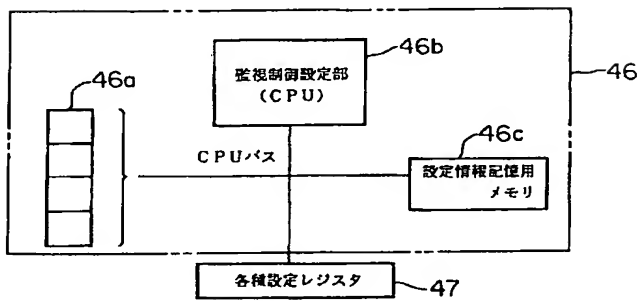 46b
46
46a
監視制御設定部
(CPU)
CPUバス
46c
設定情報記憶用
メモリ
各種設定レジスタ
47